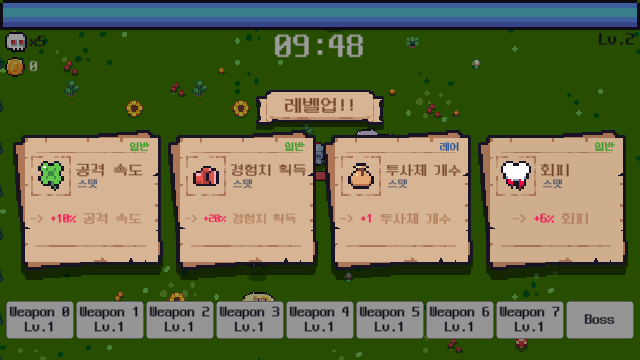 x5
09:48
Lv.2
0
레벨업!!
일반
공격 속도
스탯
-> +10% 공격 속도
일반
경험치 획득
스탯
-> +20% 경험치 획득
레어
투사체 개수
스탯
-> +1 투사체 개수
일반
회피
스탯
-> +6% 회피
Weapon 0
Lv.1
Weapon 1
Lv.1
Weapon 2
Lv.1
Weapon 3
Lv.1
Weapon 4
Lv.1
Weapon 5
Lv.1
Weapon 6
Lv.1
Weapon 7
Lv.1
Boss